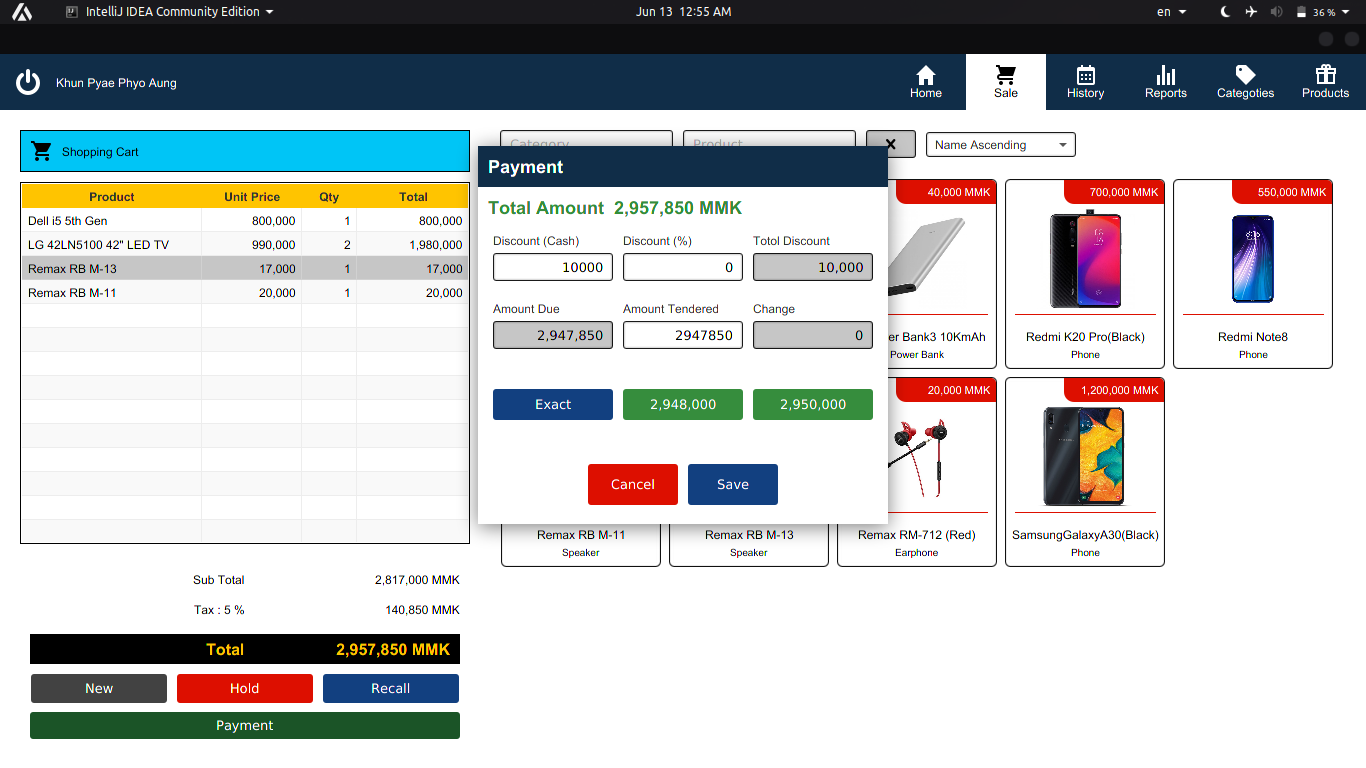 IntelliJ IDEA Community Edition
Jun 13 12:55 AM
en
36 %
Khun Pyae Phyo Aung
Home
Sale
History
Reports
Categoties
Products
Shopping Cart
Category
Product
X
Name Ascending
Product Unit Price Qty Total
Dell i5 5th Gen 800,000 1 800,000
LG 42LN5100 42" LED TV 990,000 2 1,980,000
Remax RB M-13 17,000 1 17,000
Remax RB M-11 20,000 1 20,000
Sub Total 2,817,000 MMK
Tax : 5 % 140,850 MMK
Total 2,957,850 MMK
New
Hold
Recall
Payment
Payment
Total Amount 2,957,850 MMK
Discount (Cash) Discount (%) Total Discount
10000 0 10,000
Amount Due Amount Tendered Change
2,947,850 2947850 0
Exact 2,948,000 2,950,000
Cancel Save
40,000 MMK
er Bank3 10KmAh
Power Bank
700,000 MMK
Redmi K20 Pro(Black)
Phone
550,000 MMK
Redmi Note8
Phone
Remax RB M-11
Speaker
Remax RB M-13
Speaker
20,000 MMK
Remax RM-712 (Red)
Earphone
1,200,000 MMK
SamsungGalaxyA30(Black)
Phone